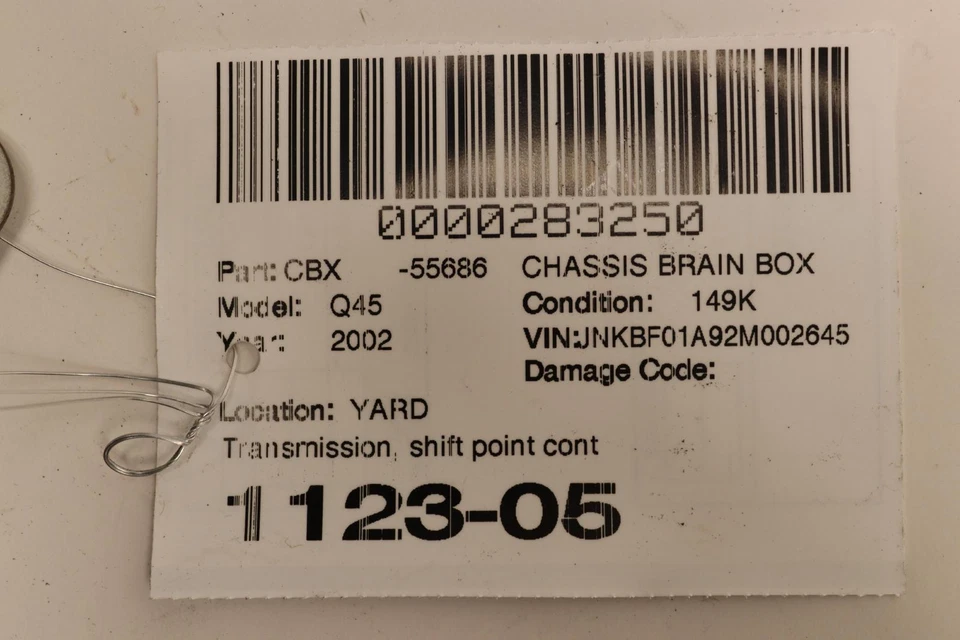 0000283250
Part: CBX -55686 CHASSIS BRAIN BOX
Model: Q45 Condition: 149K
Year: 2002 VIN:JNKBF01A92M002645
Damage Code:
Location: YARD
Transmission, shift point cont
1123-05